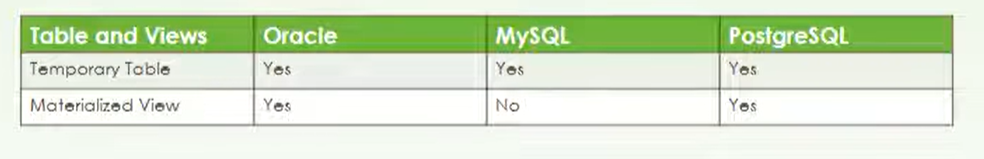 Table and Views Oracle MySQL PostgreSQL
Temporary Table Yes Yes Yes
Materialized View Yes No Yes